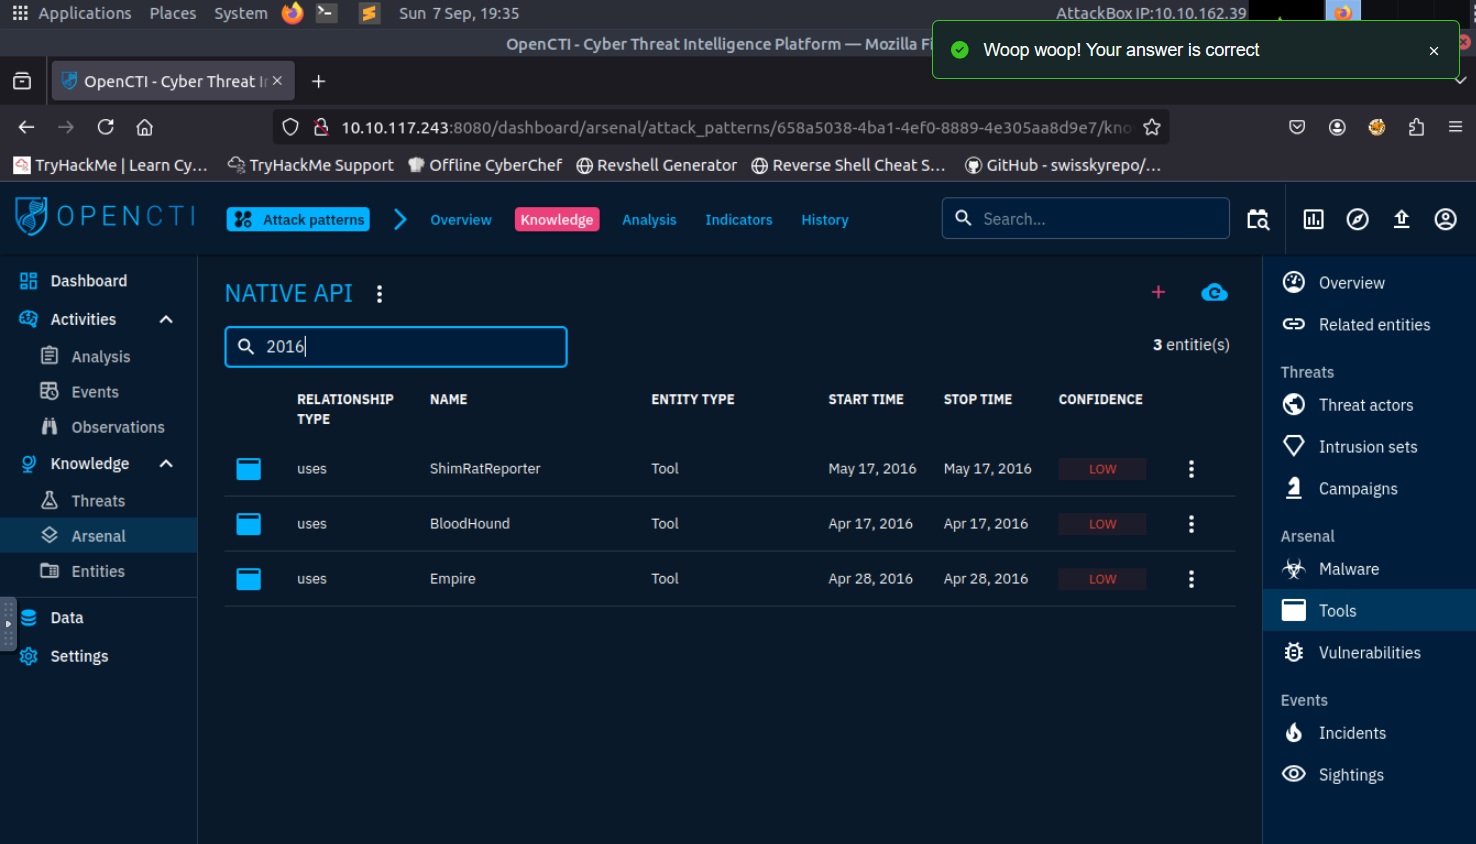 Applications Places System Sun 7 Sep, 19:35 AttackBox IP:10.10.162.39
OpenCTI - Cyber Threat Intelligence Platform — Mozilla Fi
Woop woop! Your answer is correct ×
OpenCTI - Cyber Threat In × +
10.10.117.243:8080/dashboard/arsenal/attack_patterns/658a5038-4ba1-4ef0-8889-4e305aa8d9e7/kno
TryHackMe | Learn Cy... TryHackMe Support Offline CyberChef Revshell Generator Reverse Shell Cheat S... GitHub - swisskyrepo/...
OPENCTI Attack patterns Overview Knowledge Analysis Indicators History Search...
Dashboard
Activities
Analysis
Events
Observations
Knowledge
Threats
Arsenal
Entities
Data
Settings
NATIVE API
2016
3 entitie(s)
RELATIONSHIP TYPE NAME ENTITY TYPE START TIME STOP TIME CONFIDENCE
uses ShimRatReporter Tool May 17, 2016 May 17, 2016 LOW
uses BloodHound Tool Apr 17, 2016 Apr 17, 2016 LOW
uses Empire Tool Apr 28, 2016 Apr 28, 2016 LOW
Overview
Related entities
Threats
Threat actors
Intrusion sets
Campaigns
Arsenal
Malware
Tools
Vulnerabilities
Events
Incidents
Sightings